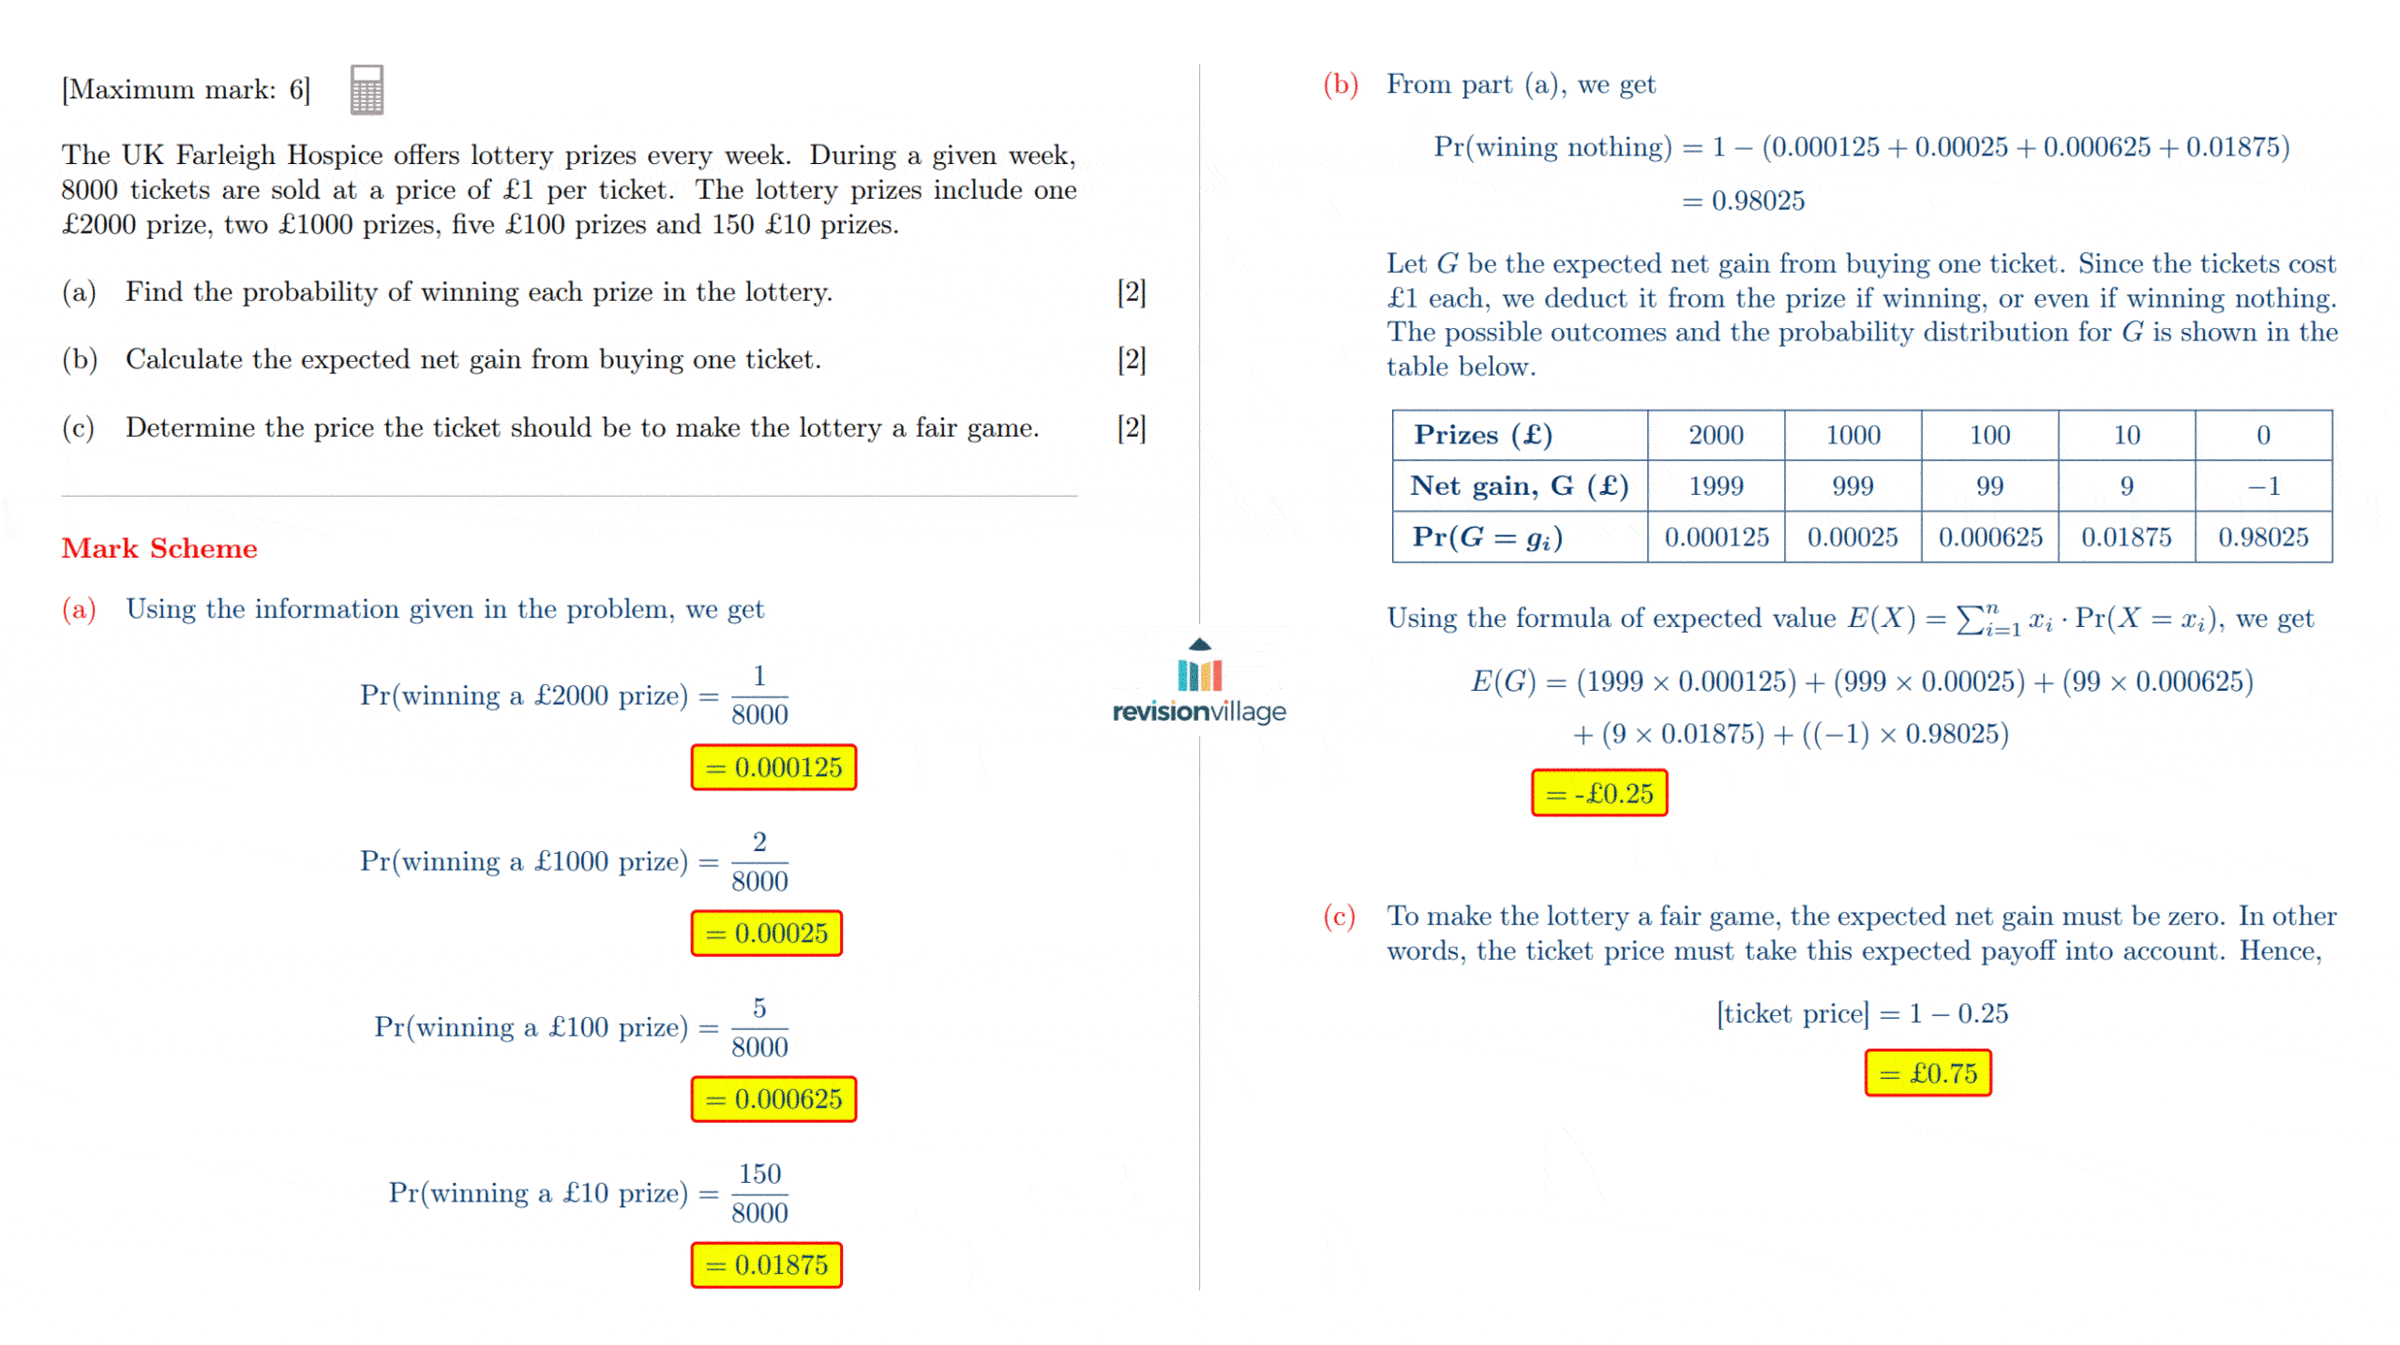 [Maximum mark: 6]
The UK Farleigh Hospice offers lottery prizes every week. During a given week,
8000 tickets are sold at a price of £1 per ticket. The lottery prizes include one
£2000 prize, two £1000 prizes, five £100 prizes and 150 £10 prizes.
(a) Find the probability of winning each prize in the lottery. [2]
(b) Calculate the expected net gain from buying one ticket. [2]
(c) Determine the price the ticket should be to make the lottery a fair game. [2]
Mark Scheme
(a) Using the information given in the problem, we get
Pr(winning a £2000 prize) = 1/8000
= 0.000125
Pr(winning a £1000 prize) = 2/8000
= 0.00025
Pr(winning a £100 prize) = 5/8000
= 0.000625
Pr(winning a £10 prize) = 150/8000
= 0.01875
revisionvillage
(b) From part (a), we get
Pr(wining nothing) = 1 − (0.000125 + 0.00025 + 0.000625 + 0.01875)
= 0.98025
Let G be the expected net gain from buying one ticket. Since the tickets cost
£1 each, we deduct it from the prize if winning, or even if winning nothing.
The possible outcomes and the probability distribution for G is shown in the
table below.
Prizes (£) 2000 1000 100 10 0
Net gain, G (£) 1999 999 99 9 −1
Pr(G = gᵢ) 0.000125 0.00025 0.000625 0.01875 0.98025
Using the formula of expected value E(X) = ∑ⁿᵢ₌₁ xᵢ · Pr(X = xᵢ), we get
E(G) = (1999 × 0.000125) + (999 × 0.00025) + (99 × 0.000625)
+ (9 × 0.01875) + ((−1) × 0.98025)
= -£0.25
(c) To make the lottery a fair game, the expected net gain must be zero. In other
words, the ticket price must take this expected payoff into account. Hence,
[ticket price] = 1 − 0.25
= £0.75